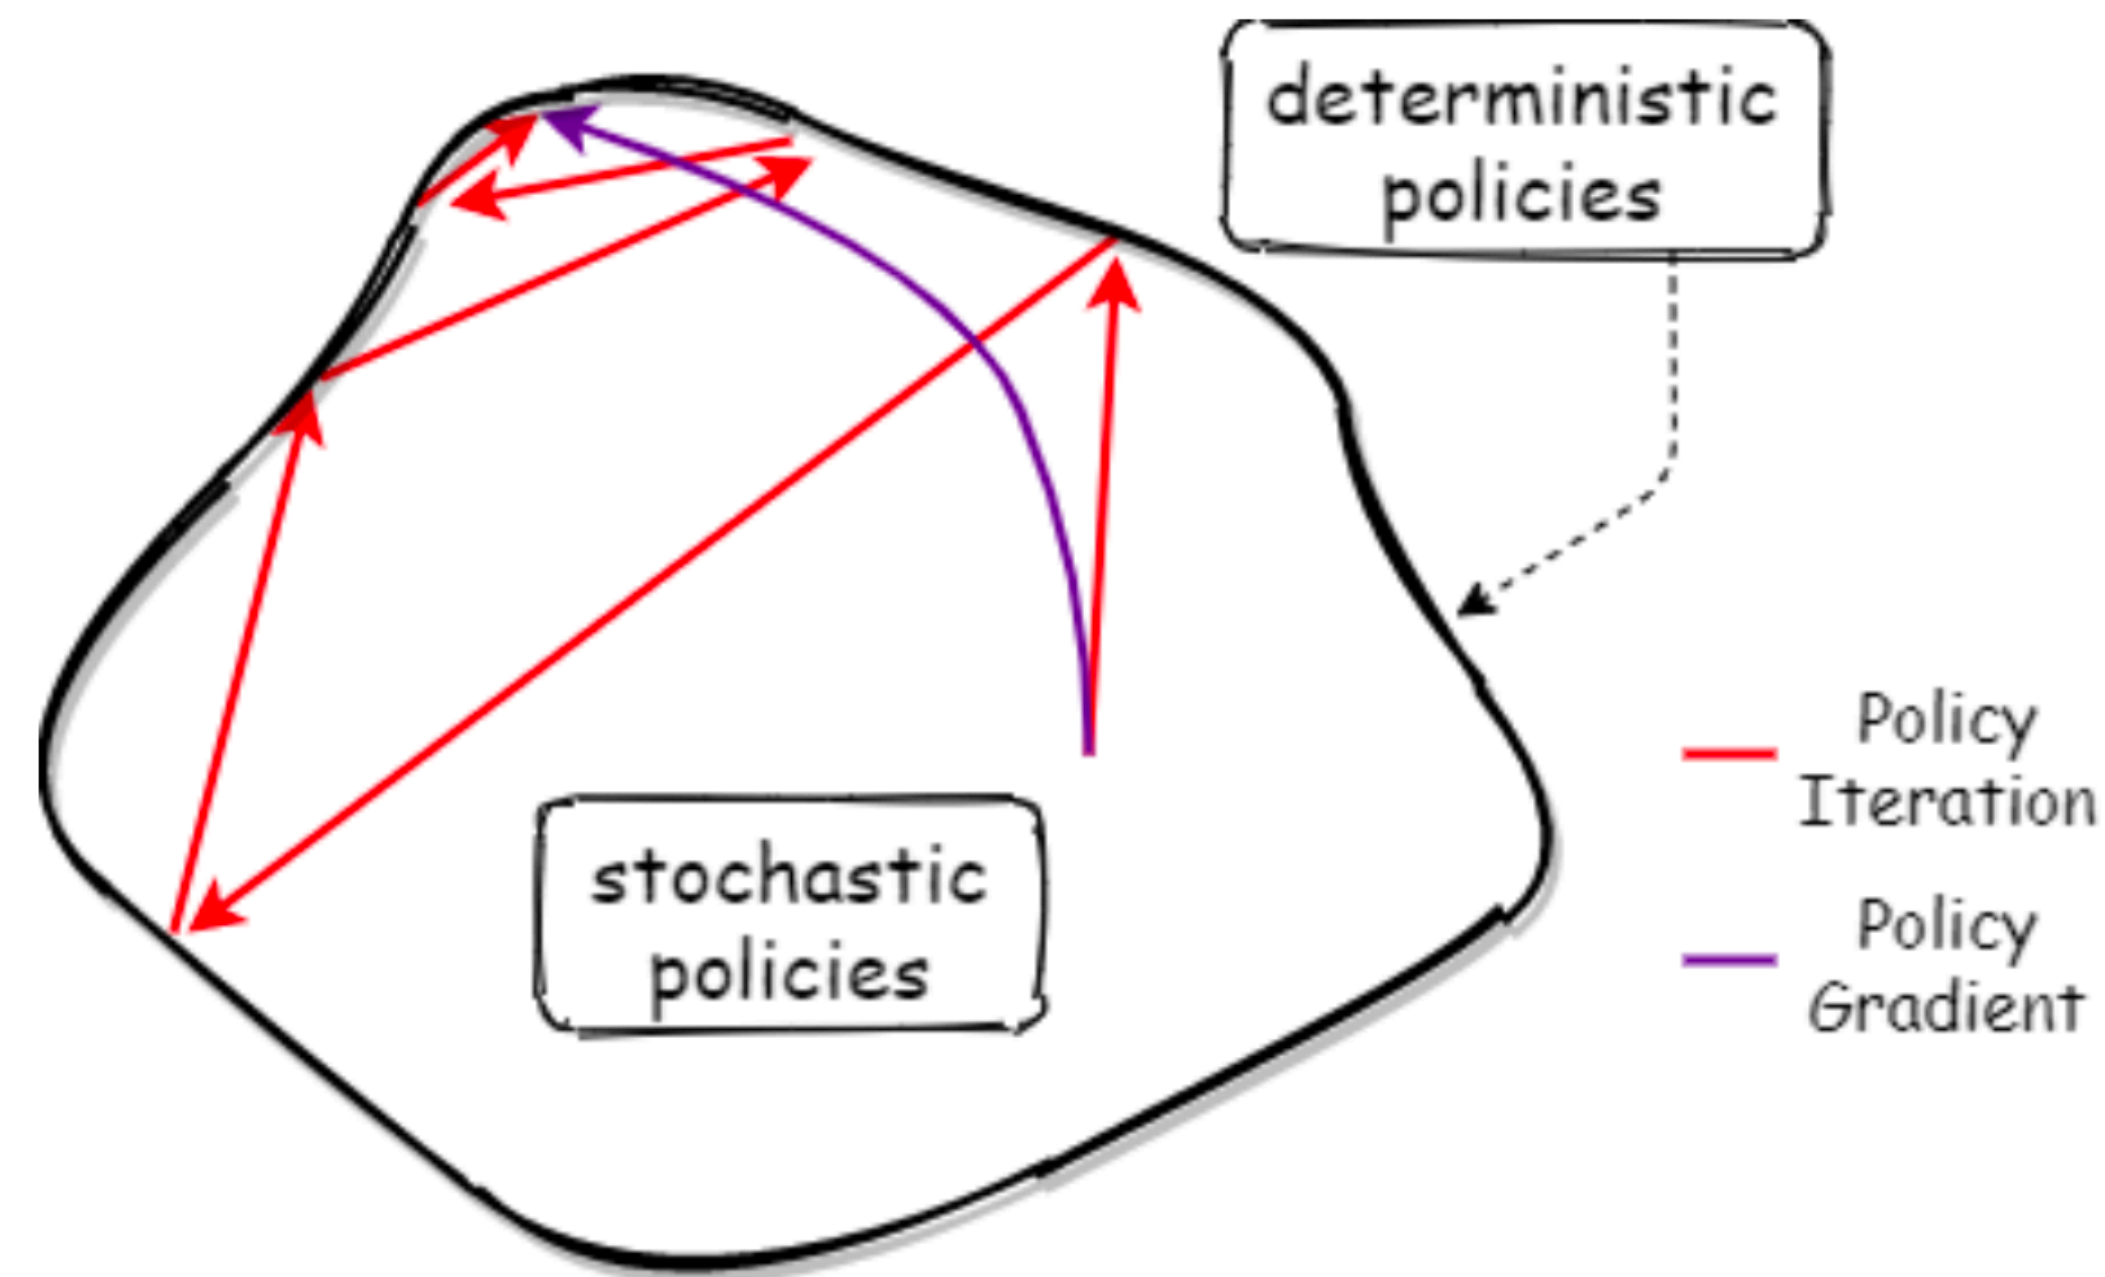 deterministic
policies
stochastic
policies
Policy
Iteration
Policy
Gradient